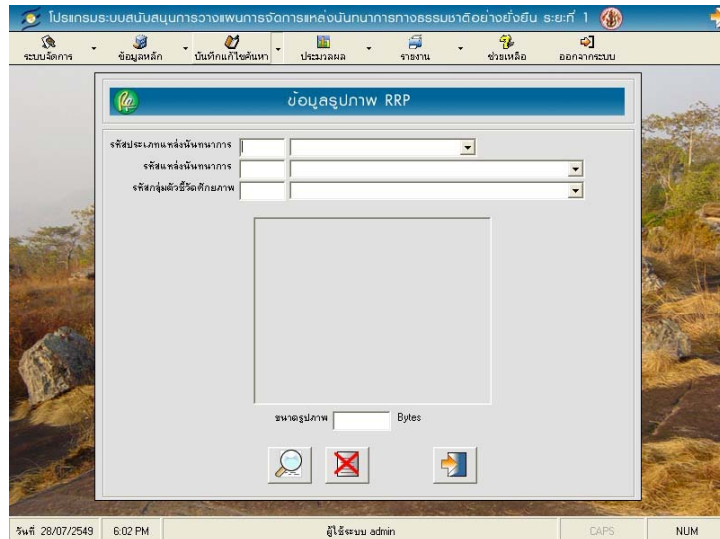 โปรแกรมระบบสนับสนุนการวางแผนการจัดการแหล่งนันทนาการทางธรรมชาติอย่างยั่งยืน ระยะที่ 1
ระบบจัดการ ข้อมูลหลัก บันทึกแก้ไขค้นหา ประมวลผล รายงาน ช่วยเหลือ ออกจากระบบ
ข้อมูลรูปภาพ RRP
รหัสประเภทแหล่งนันทนาการ
รหัสแหล่งนันทนาการ
รหัสกลุ่มตัวชี้วัดศักยภาพ
ขนาดรูปภาพ Bytes
วันที่ 28/07/2549 6:02 PM ผู้ใช้ระบบ admin CAPS NUM